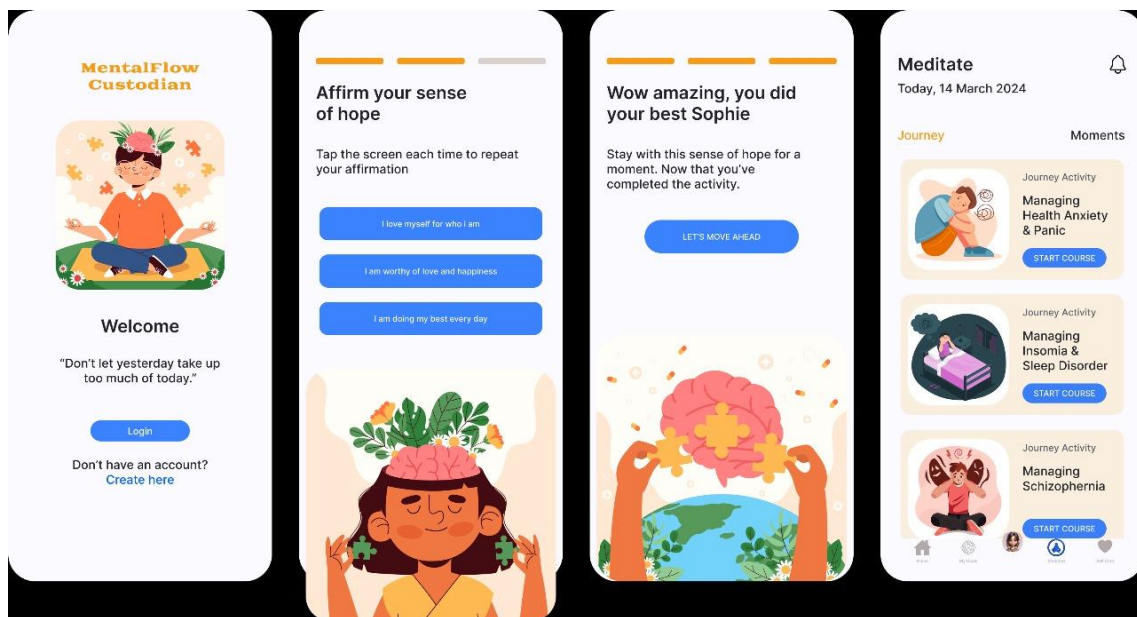 MentalFlow
Custodian
Welcome
“Don’t let yesterday take up
too much of today.”
Login
Don’t have an account?
Create here
Affirm your sense
of hope
Tap the screen each time to repeat
your affirmation
I love myself for who i am
I am worthy of love and happiness
I am doing my best every day
Wow amazing, you did
your best Sophie
Stay with this sense of hope for a
moment. Now that you’ve
completed the activity.
LET’S MOVE AHEAD
Meditate
Today, 14 March 2024
Journey
Moments
Journey Activity
Managing
Health Anxiety
& Panic
START COURSE
Journey Activity
Managing
Insomia &
Sleep Disorder
START COURSE
Journey Activity
Managing
Schizophernia
START COURSE